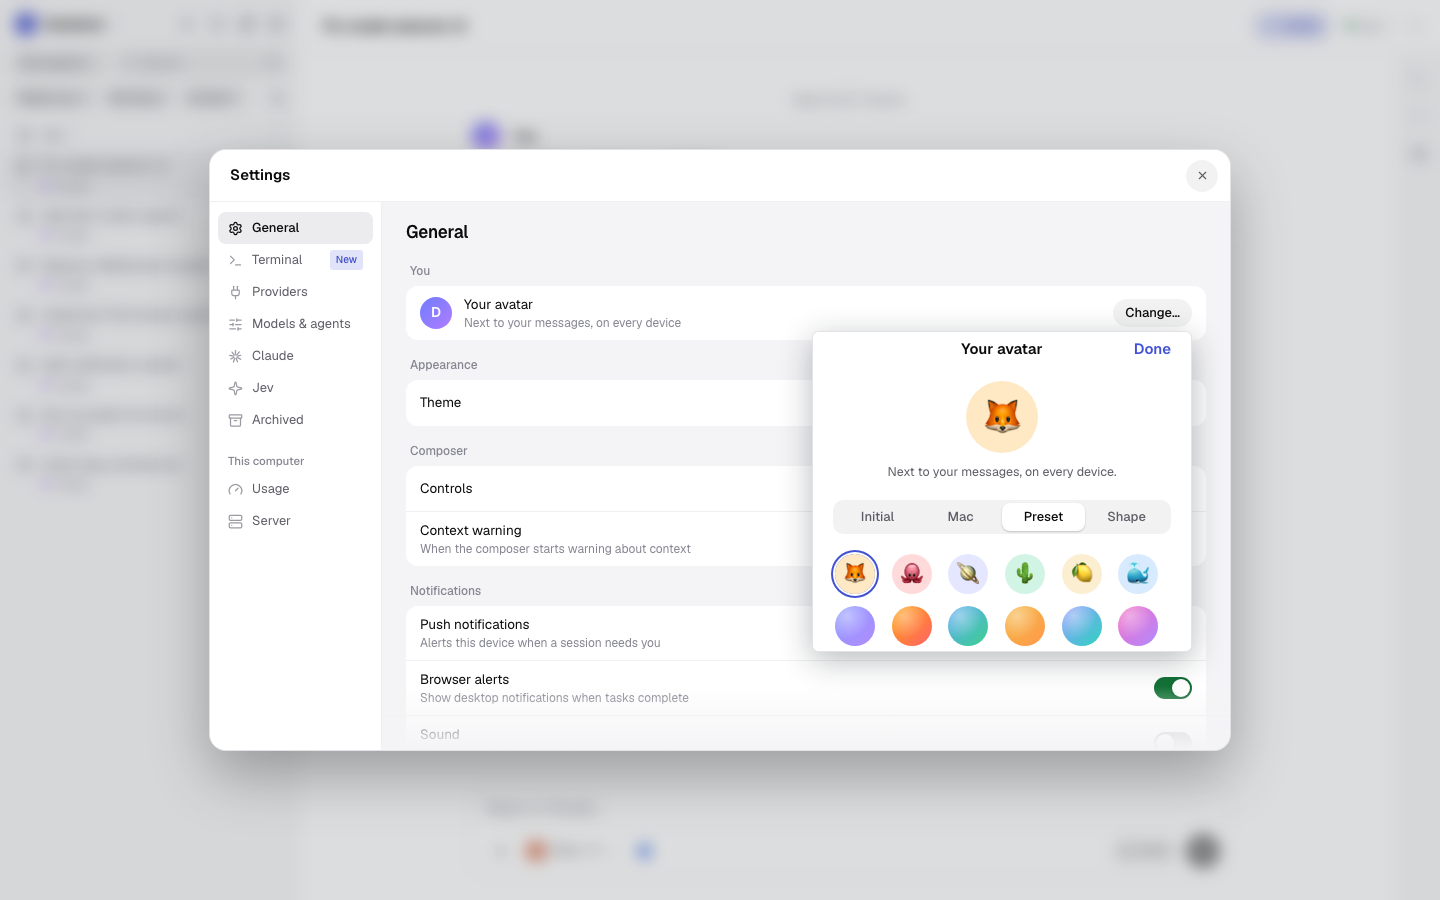 Settings
General
Terminal
New
Providers
Models & agents
Claude
Jev
Archived
This computer
Usage
Server
General
You
D
Your avatar
Next to your messages, on every device
Change...
Appearance
Theme
Composer
Controls
Context warning
When the composer starts warning about context
Notifications
Push notifications
Alerts this device when a session needs you
Browser alerts
Show desktop notifications when tasks complete
Sound
Your avatar
Done
Next to your messages, on every device.
Initial
Mac
Preset
Shape